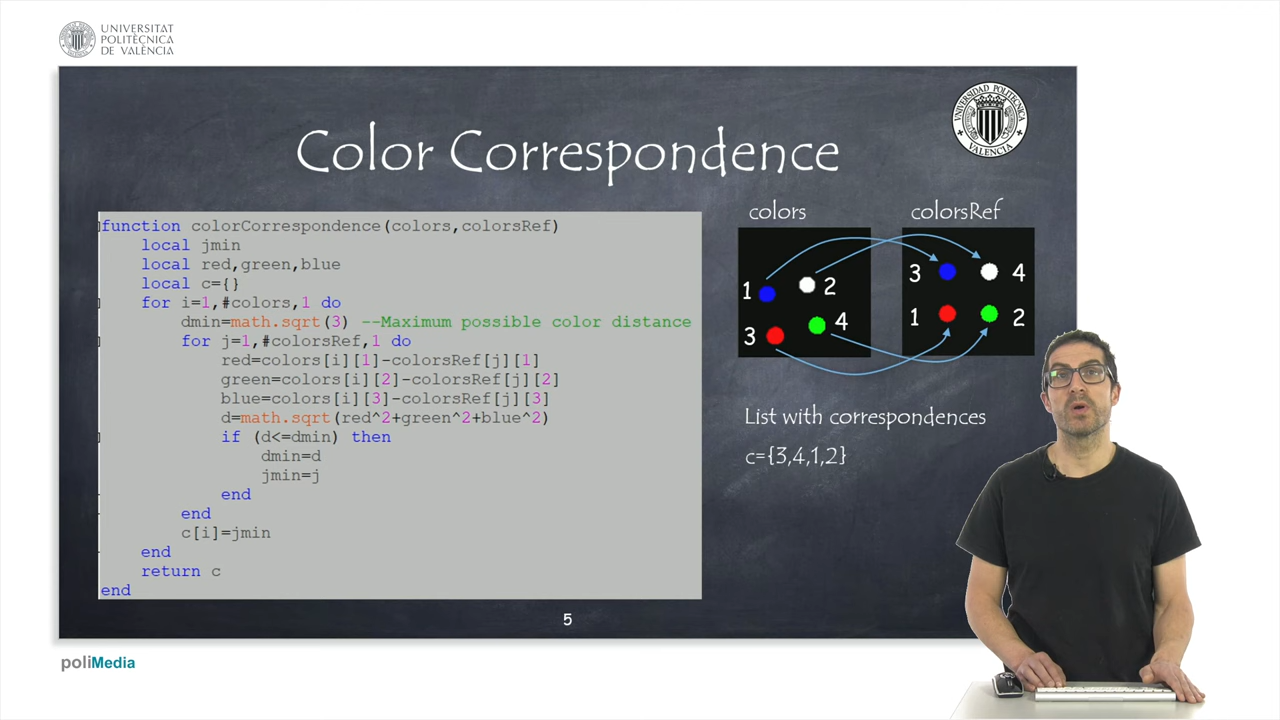 UNIVERSITAT
POLITÈCNICA
DE VALÈNCIA
UNIVERSIDAD POLITECNICA
VALENCIA
Color Correspondence
function colorCorrespondence(colors,colorsRef)
local jmin
local red,green,blue
local c={}
for i=1,#colors,1 do
dmin=math.sqrt(3) --Maximum possible color distance
for j=1,#colorsRef,1 do
red=colors[i][1]-colorsRef[j][1]
green=colors[i][2]-colorsRef[j][2]
blue=colors[i][3]-colorsRef[j][3]
d=math.sqrt(red^2+green^2+blue^2)
if (d<=dmin) then
dmin=d
jmin=j
end
end
c[i]=jmin
end
return c
end
colors
1 2
3 4
colorsRef
3 4
1 2
List with correspondences
c={3,4,1,2}
5
poliMedia